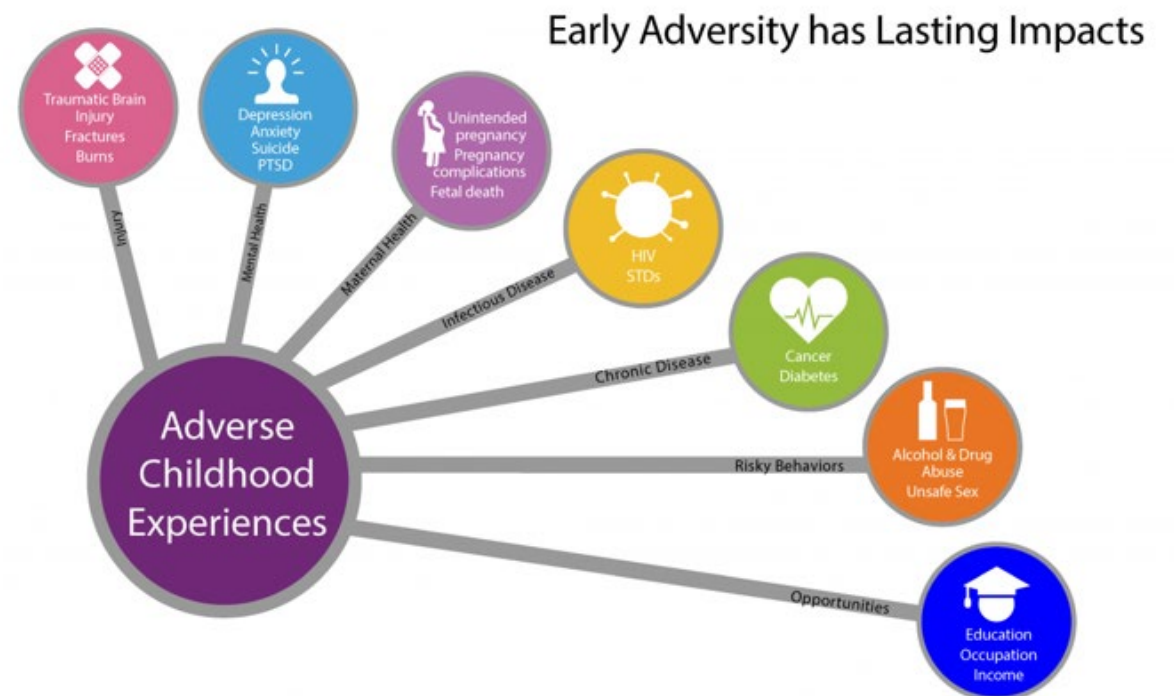 Early Adversity has Lasting Impacts
Traumatic Brain
Injury
Fractures
Burns
Injury
Depression
Anxiety
Suicide
PTSD
Mental Health
Unintended
pregnancy
Pregnancy
complications
Fetal death
Maternal Health
HIV
STDs
Infectious Disease
Cancer
Diabetes
Chronic Disease
Alcohol & Drug
Abuse
Unsafe Sex
Risky Behaviors
Education
Occupation
Income
Opportunities
Adverse
Childhood
Experiences